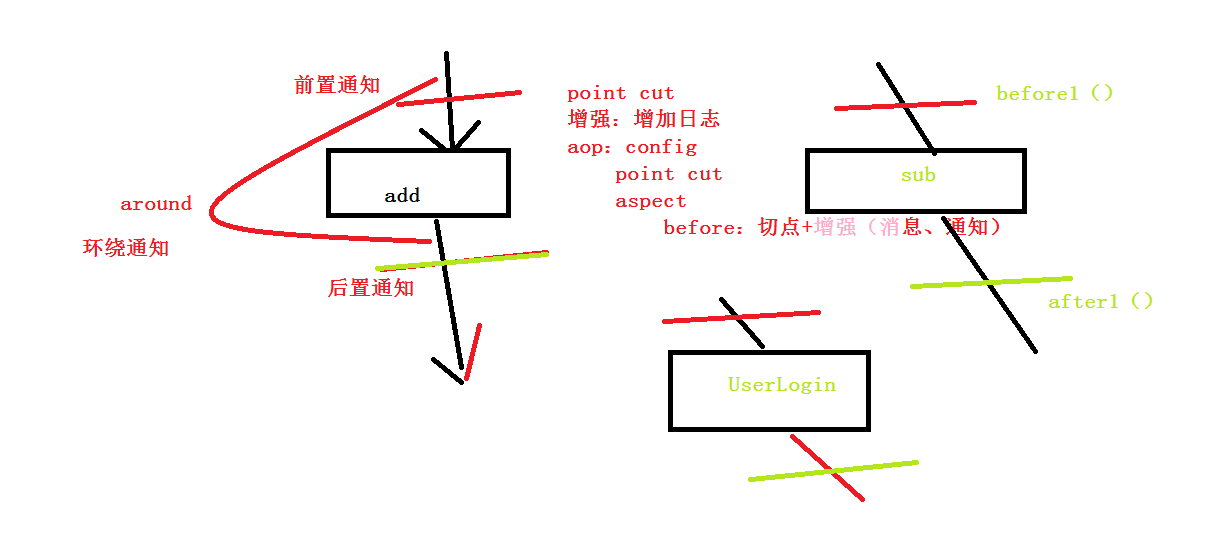 前置通知
point cut
增强：增加日志
aop：config
point cut
aspect
before：切点+增强（消息、通知）
add
around
环绕通知
后置通知
before1（）
sub
after1（）
UserLogin